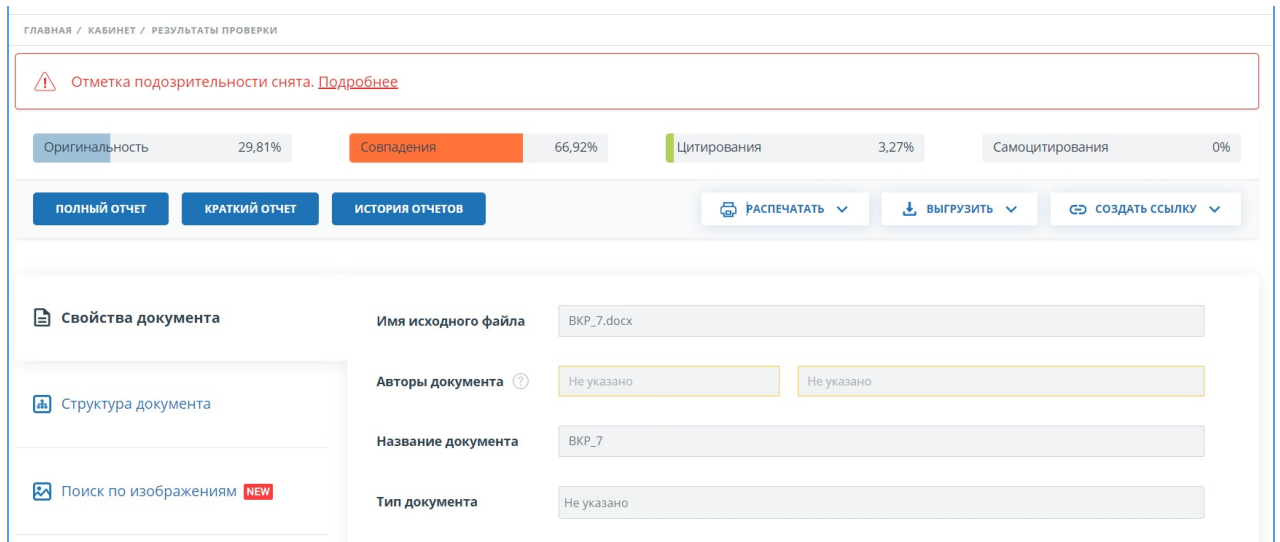 ГЛАВНАЯ / КАБИНЕТ / РЕЗУЛЬТАТЫ ПРОВЕРКИ
Отметка подозрительности снята. Подробнее
Оригинальность 29,81% Совпадения 66,92% Цитирования 3,27% Самоцитирования 0%
ПОЛНЫЙ ОТЧЕТ КРАТКИЙ ОТЧЕТ ИСТОРИЯ ОТЧЕТОВ РАСПЕЧАТАТЬ ВЫГРУЗИТЬ СОЗДАТЬ ССЫЛКУ
Свойства документа
Структура документа
Поиск по изображениям NEW
Имя исходного файла ВКР_7.docx
Авторы документа ? Не указано Не указано
Название документа ВКР_7
Тип документа Не указано